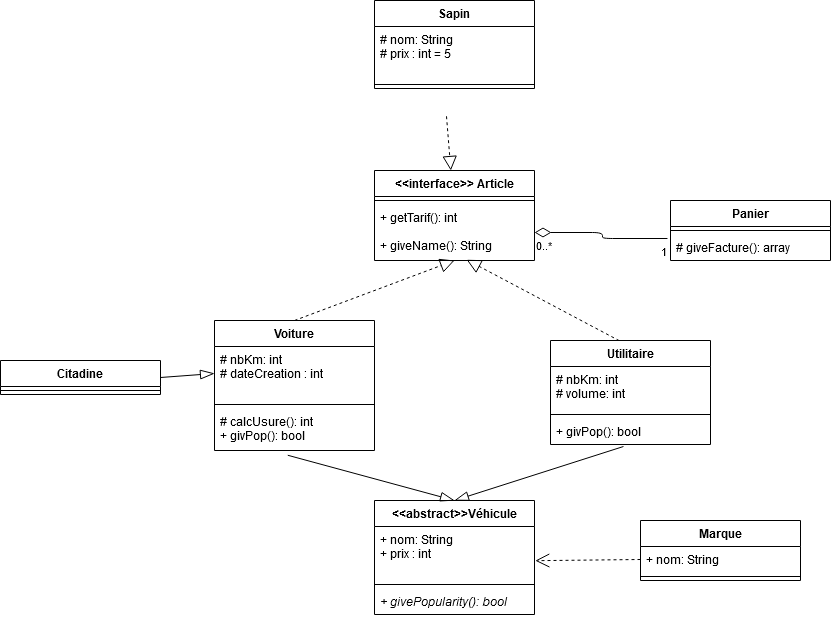 Sapin
# nom: String
# prix : int = 5
<<interface>> Article
+ getTarif(): int
+ giveName(): String
0..*
1
Panier
# giveFacture(): array
Voiture
# nbKm: int
# dateCreation : int
# calcUsure(): int
+ givPop(): bool
Citadine
Utilitaire
# nbKm: int
# volume: int
+ givPop(): bool
<<abstract>>Véhicule
+ nom: String
+ prix : int
+ givePopularity(): bool
Marque
+ nom: String